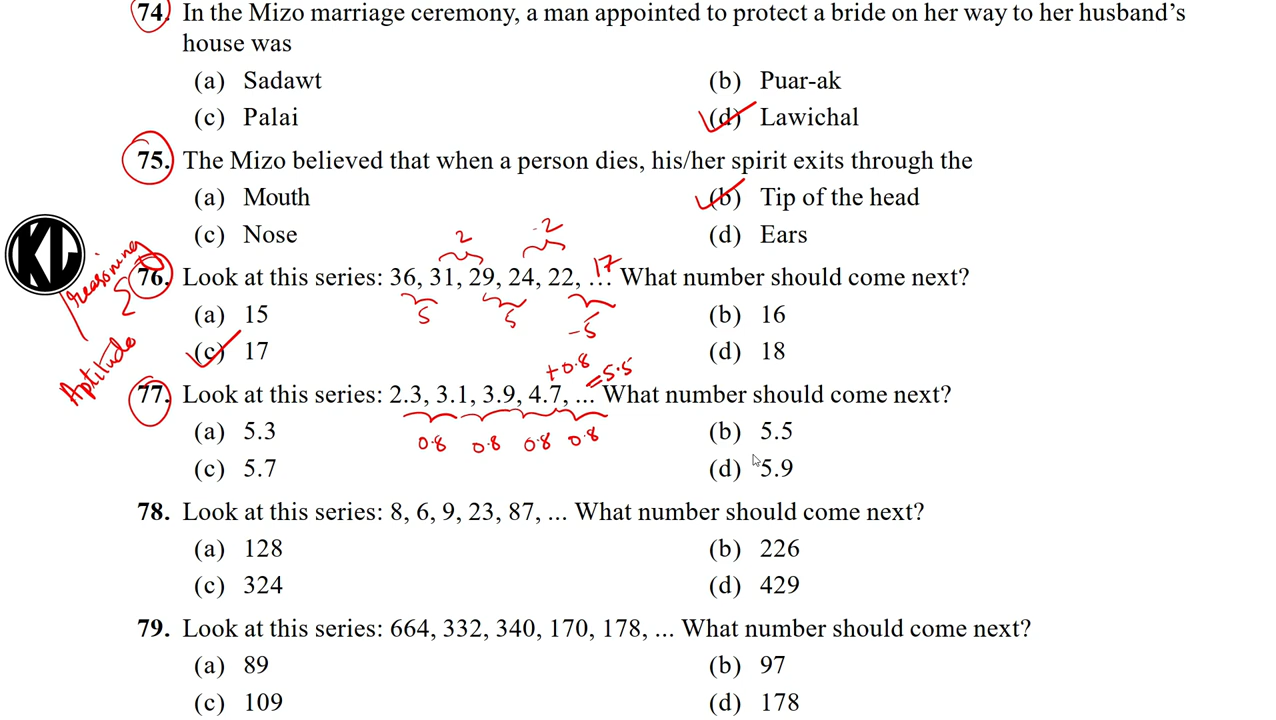 74. In the Mizo marriage ceremony, a man appointed to protect a bride on her way to her husband's
house was
(a) Sadawt (b) Puar-ak
(c) Palai (d) Lawichal
75. The Mizo believed that when a person dies, his/her spirit exits through the
(a) Mouth (b) Tip of the head
KL
(c) Nose (d) Ears
2 -2
Reasoning
76. Look at this series: 36, 31, 29, 24, 22, ... 17 What number should come next?
5 5 -5
(a) 15 (b) 16
(c) 17 (d) 18
Aptitude
+0.8 =5.5
77. Look at this series: 2.3, 3.1, 3.9, 4.7, ... What number should come next?
0.8 0.8 0.8 0.8
(a) 5.3 (b) 5.5
(c) 5.7 (d) 5.9
78. Look at this series: 8, 6, 9, 23, 87, ... What number should come next?
(a) 128 (b) 226
(c) 324 (d) 429
79. Look at this series: 664, 332, 340, 170, 178, ... What number should come next?
(a) 89 (b) 97
(c) 109 (d) 178